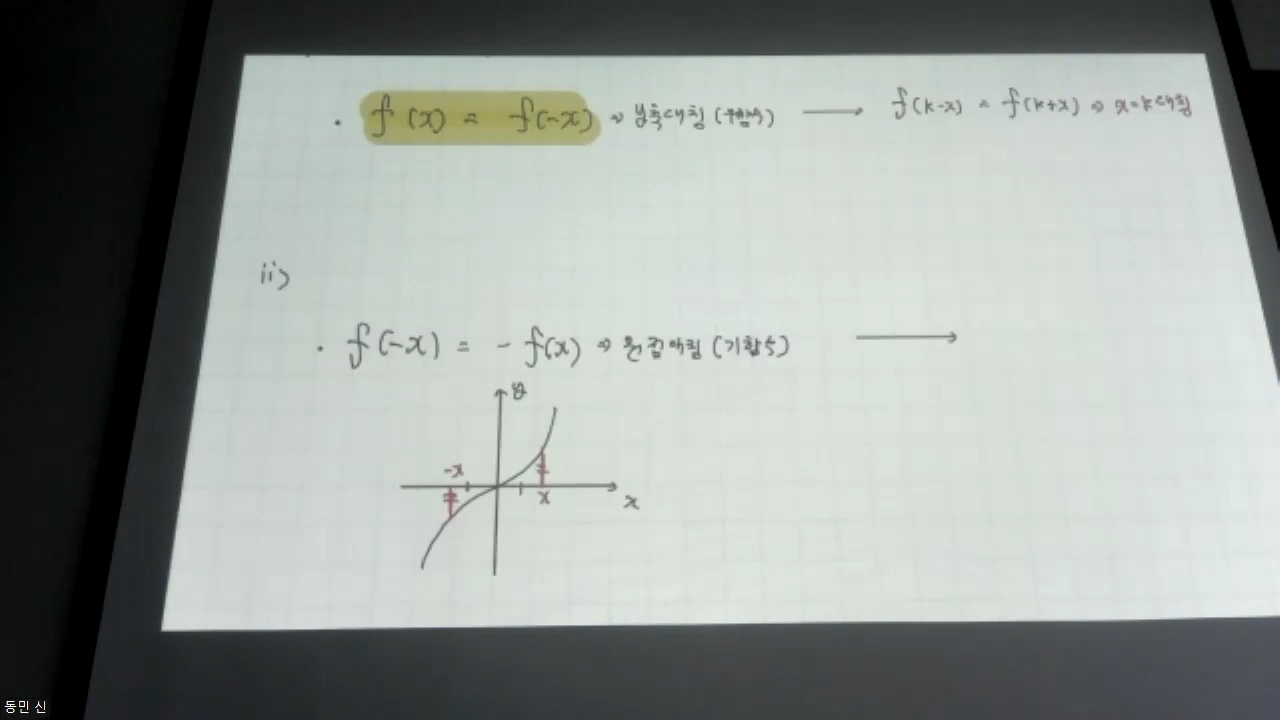 · f(x) = f(-x) ⇒ y축대칭 (우함수) → f(k-x) = f(k+x) ⇒ x=k대칭
ii)
· f(-x) = - f(x) ⇒ 원점대칭 (기함수) →
y
-x
x
x
동민 신